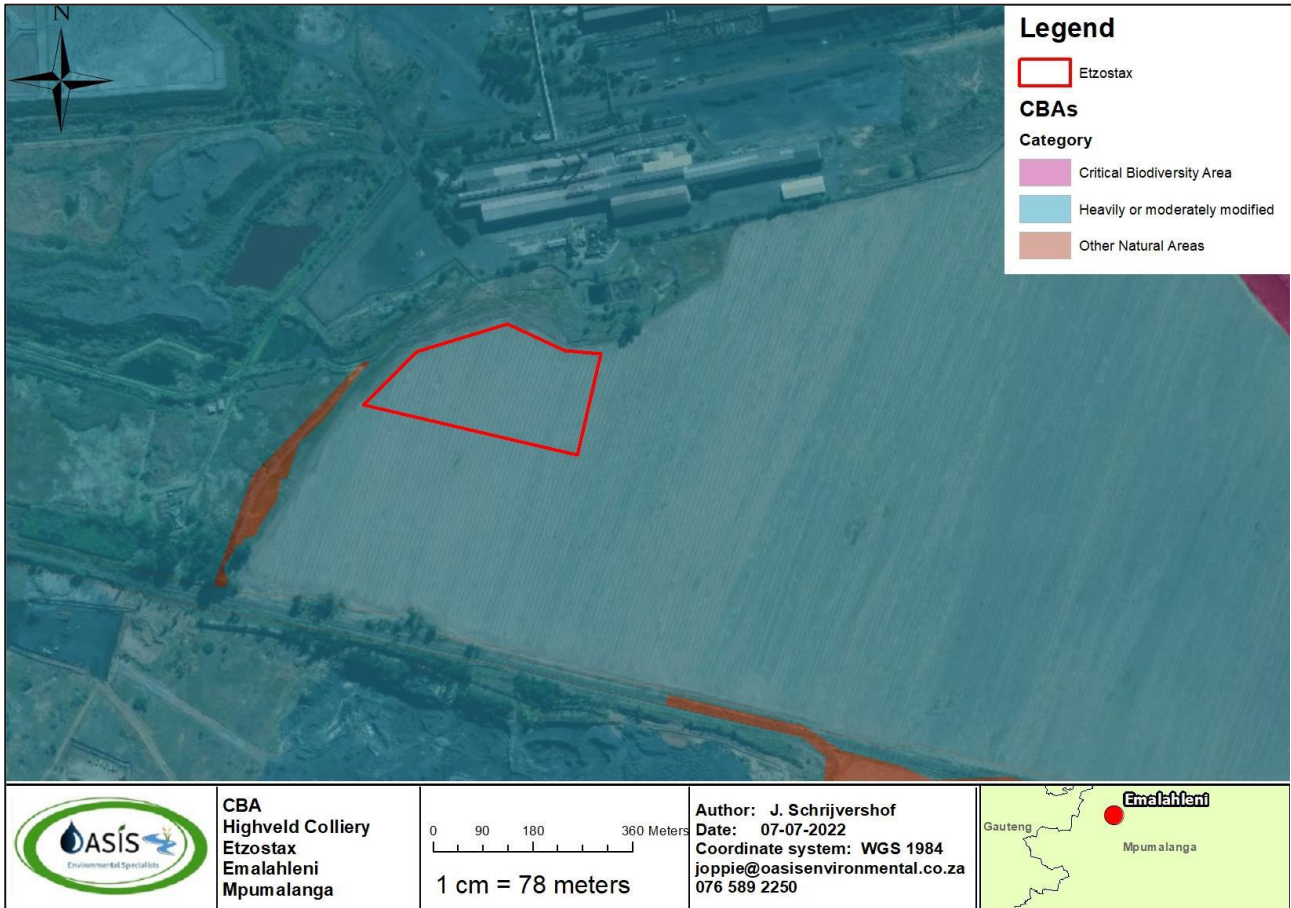 N
Legend
Etzostax
CBAs
Category
Critical Biodiversity Area
Heavily or moderately modified
Other Natural Areas
OASIS
Environmental Specialists
CBA
Highveld Colliery
Etzostax
Emalahleni
Mpumalanga
0 90 180 360 Meters
1 cm = 78 meters
Author: J. Schrijvershof
Date: 07-07-2022
Coordinate system: WGS 1984
joppie@oasisenvironmental.co.za
076 589 2250
Emalahleni
Gauteng
Mpumalanga